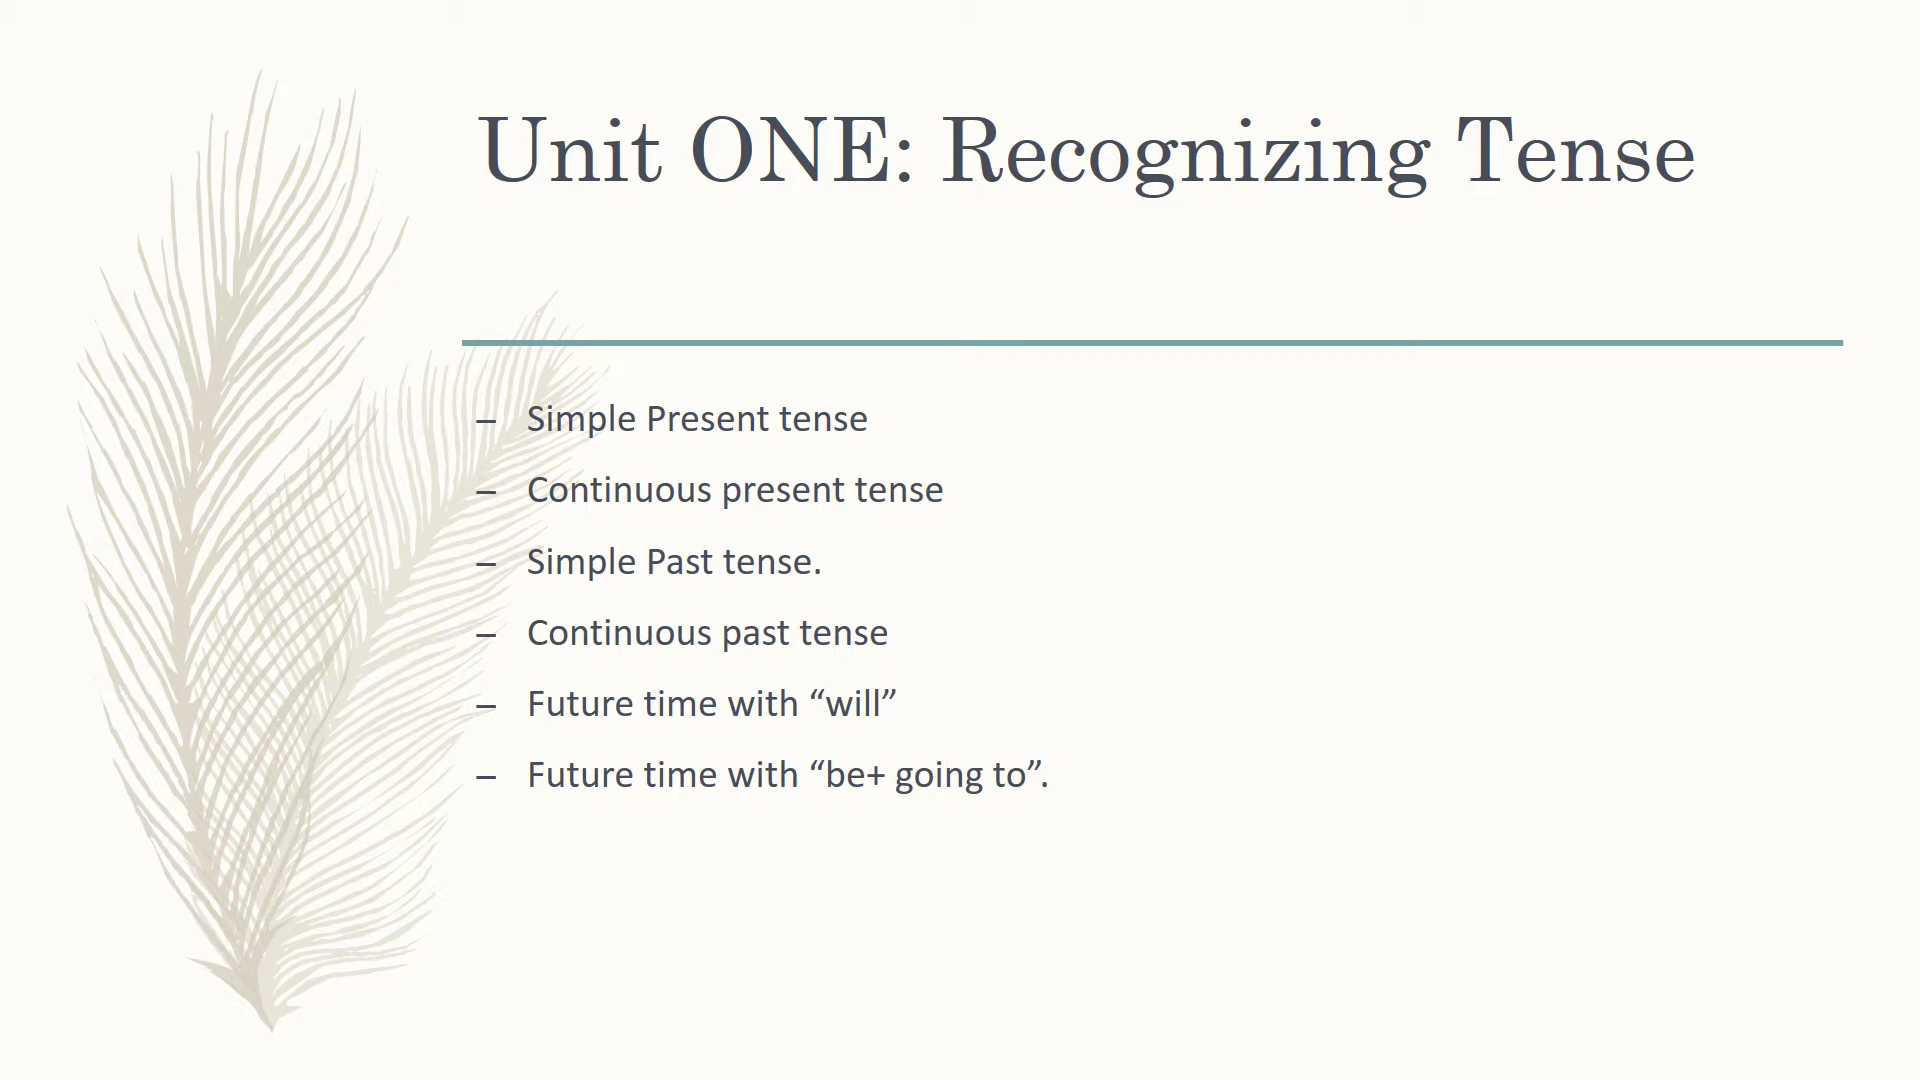 Unit ONE: Recognizing Tense
– Simple Present tense
– Continuous present tense
– Simple Past tense.
– Continuous past tense
– Future time with “will”
– Future time with “be+ going to”.